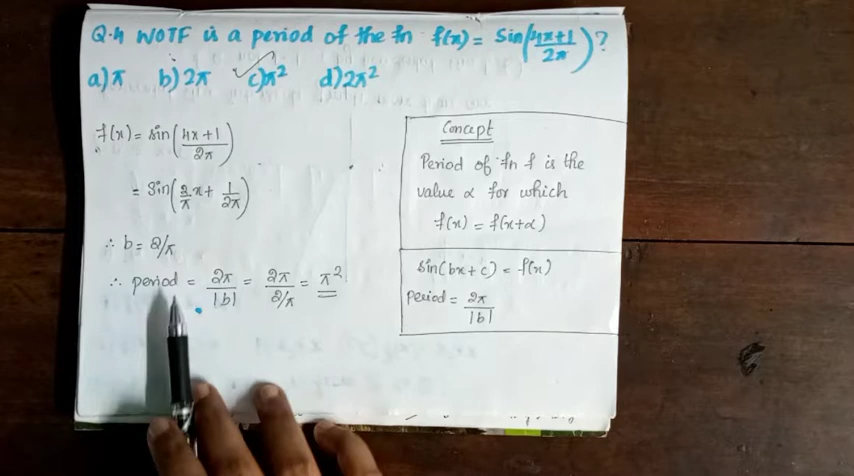 Q.4 WOTF is a period of the fn f(x) = Sin((4x+1)/2π)?
a) π b) 2π ✓c) π² d) 2π²
f(x) = sin((4x+1)/2π)
= Sin(2/π x + 1/2π)
∴ b = 2/π
∴ period = 2π/|b| = 2π/2/π = π²
Concept
Period of fn f is the
value α for which
f(x) = f(x+α)
sin(bx+c) = f(x)
Period = 2π/|b|